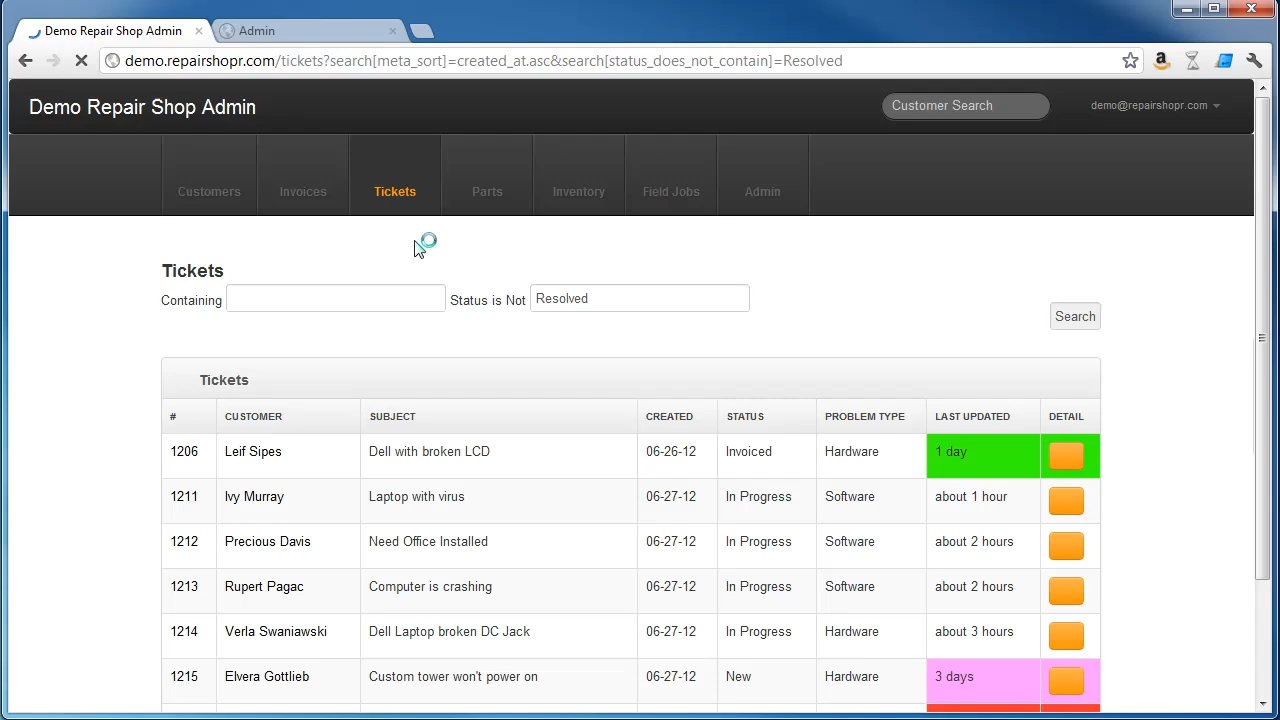 Demo Repair Shop Admin
Admin
demo.repairshopr.com/tickets?search[meta_sort]=created_atasc&search[status_does_not_contain]=Resolved
Demo Repair Shop Admin
Customer Search
demo@repairshopr.com
Customers Invoices Tickets Parts Inventory Field Jobs Admin
Tickets
Containing Status is Not Resolved
Search
Tickets
# CUSTOMER SUBJECT CREATED STATUS PROBLEM TYPE LAST UPDATED DETAIL
1206 Leif Sipes Dell with broken LCD 06-26-12 Invoiced Hardware 1 day
1211 Ivy Murray Laptop with virus 06-27-12 In Progress Software about 1 hour
1212 Precious Davis Need Office Installed 06-27-12 In Progress Software about 2 hours
1213 Rupert Pagac Computer is crashing 06-27-12 In Progress Software about 2 hours
1214 Verla Swaniawski Dell Laptop broken DC Jack 06-27-12 In Progress Hardware about 3 hours
1215 Elvera Gottlieb Custom tower won't power on 06-27-12 New Hardware 3 days